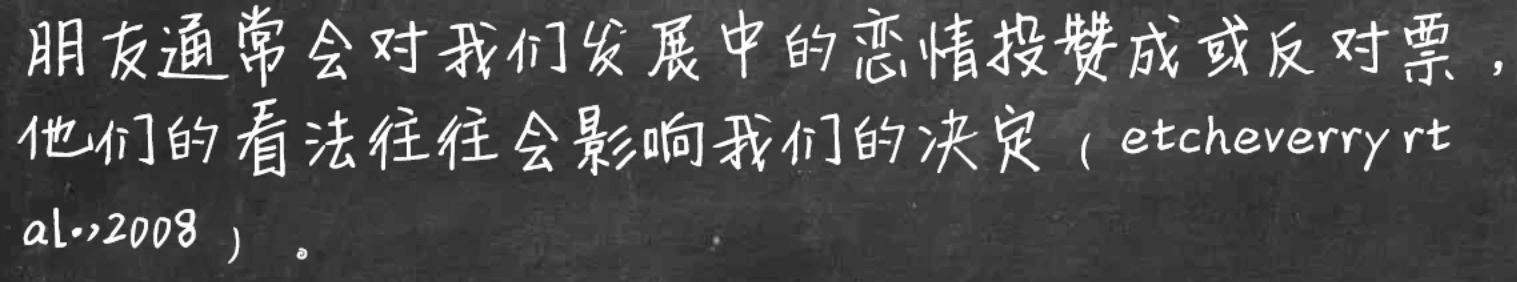 朋友通常会对我们发展中的恋情投赞成或反对票，
他们的看法往往会影响我们的决定（etcheverry rt
al.,2008）。